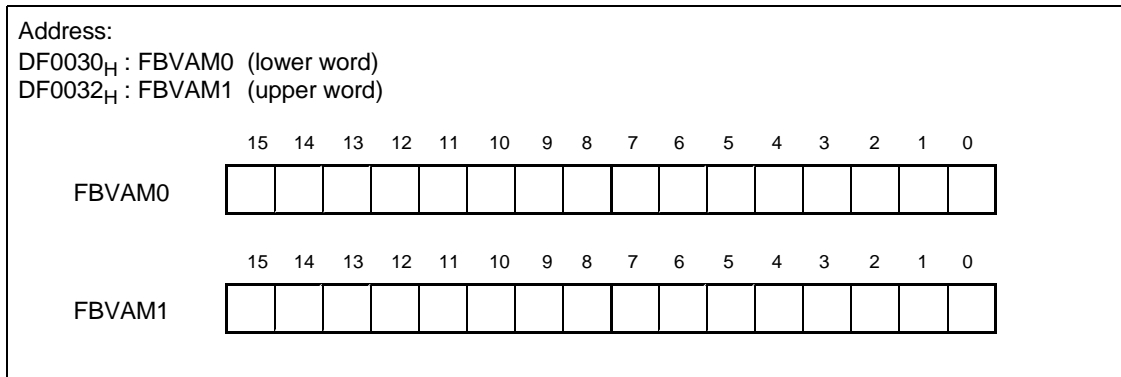 Address:
DF0030H : FBVAM0 (lower word)
DF0032H : FBVAM1 (upper word)
15 14 13 12 11 10 9 8 7 6 5 4 3 2 1 0
FBVAM0
15 14 13 12 11 10 9 8 7 6 5 4 3 2 1 0
FBVAM1